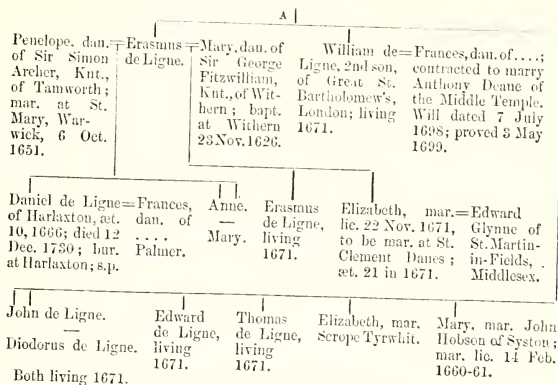 A
Penelope, dau.
of Sir Simon
Archer, Knt.,
of Tamworth;
mar. at St.
Mary, War-
wick, 6 Oct.
1651.
Erasmus
de Ligne.
Mary, dau. of
Sir George
Fitzwilliam,
Knt., of Wit-
hern; bapt.
at Withern
23 Nov. 1626.
William de
Ligne, 2nd son,
of Great St.
Bartholomew's,
London; living
1671.
Frances, dau. of ....;
contracted to marry
Anthony Deane of
the Middle Temple.
Will dated 7 July
1698; proved 3 May
1699.
Daniel de Ligne
of Harlaxton, æt.
10, 1666; died 12
Dec. 1730; bur.
at Harlaxton; s.p.
Frances,
dau. of
....
Palmer.
Anne.
—
Mary.
Erasmus
de Ligne,
living
1671.
Elizabeth, mar.
lic. 22 Nov. 1671,
to be mar. at St.
Clement Danes;
æt. 21 in 1671.
Edward
Glynne of
St. Martin-
in-Fields,
Middlesex.
John de Ligne.
—
Diodorus de Ligne.
Both living 1671.
Edward
de Ligne,
living
1671.
Thomas
de Ligne,
living
1671.
Elizabeth, mar.
Scrope Tyrwhit.
Mary, mar. John
Hobson of Syston;
mar. lic. 14 Feb.
1660-61.